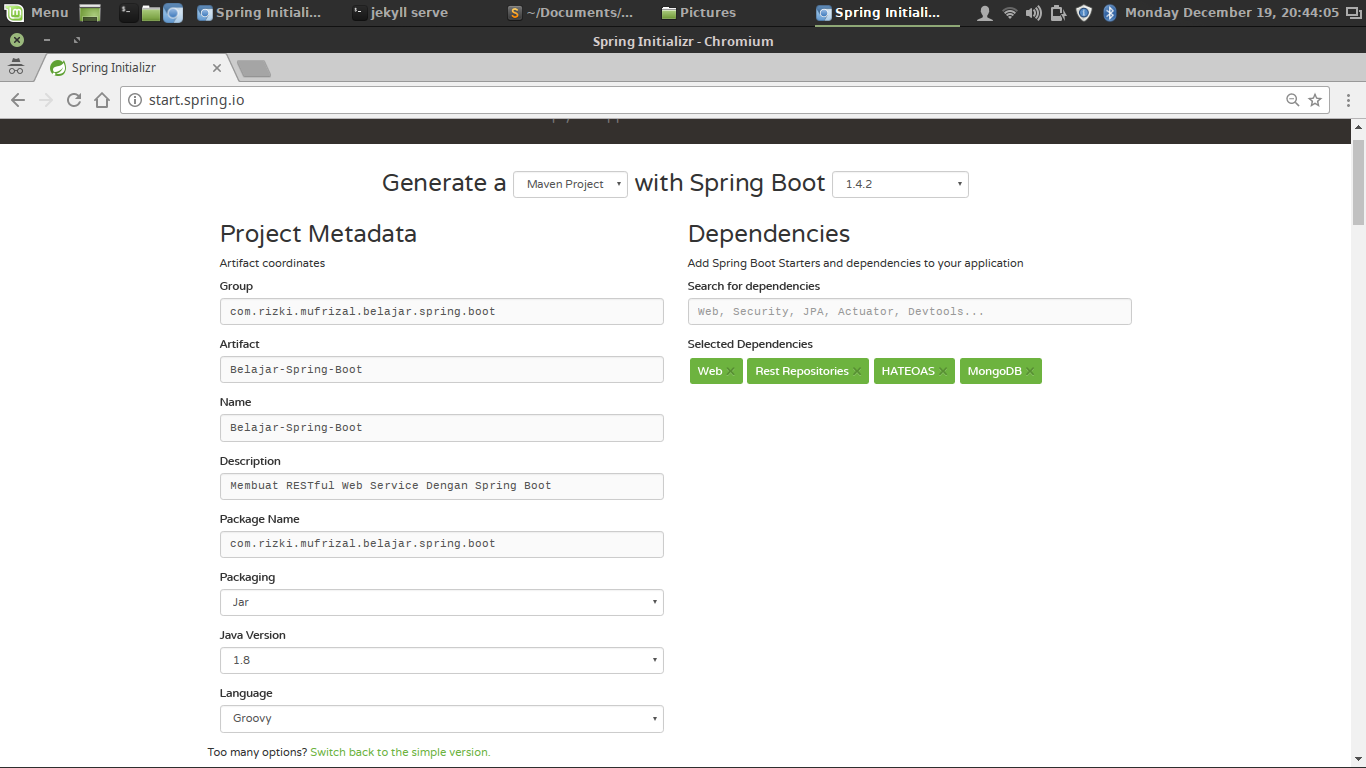 Menu Spring Initiali... jekyll serve ~/Documents/... Pictures Spring Initiali... Monday December 19, 20:44:05
Spring Initializr - Chromium
Spring Initializr
start.spring.io
Generate a Maven Project with Spring Boot 1.4.2
Project Metadata
Artifact coordinates
Group
com.rizki.mufrizal.belajar.spring.boot
Artifact
Belajar-Spring-Boot
Name
Belajar-Spring-Boot
Description
Membuat RESTful Web Service Dengan Spring Boot
Package Name
com.rizki.mufrizal.belajar.spring.boot
Packaging
Jar
Java Version
1.8
Language
Groovy
Too many options? Switch back to the simple version.
Dependencies
Add Spring Boot Starters and dependencies to your application
Search for dependencies
Web, Security, JPA, Actuator, Devtools...
Selected Dependencies
Web Rest Repositories HATEOAS MongoDB